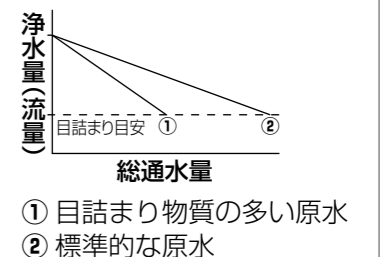 浄水量(流量)
目詰まり目安 ① ②
総通水量
① 目詰まり物質の多い原水
② 標準的な原水